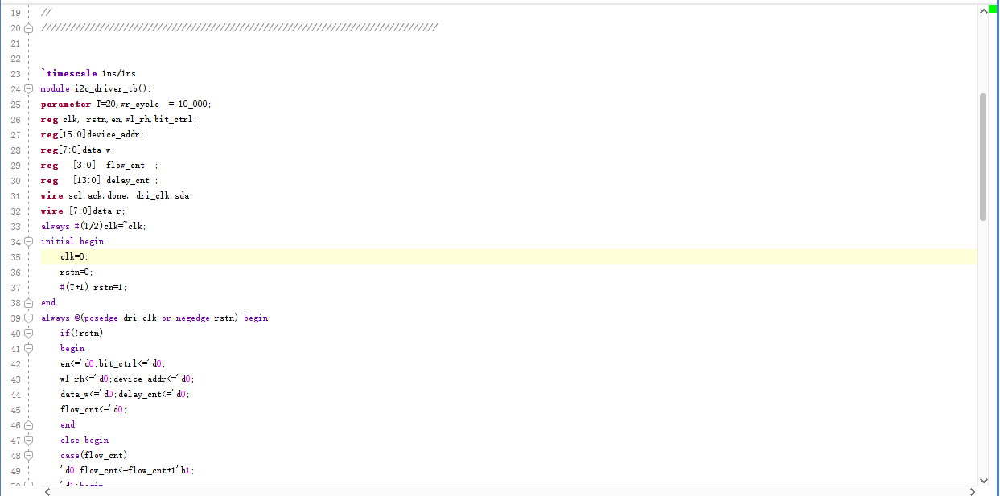 19 //
20 //////////////////////////////////////////////////////////////////////////////////
21
22
23 `timescale 1ns/1ns
24 module i2c_driver_tb();
25 parameter T=20,wr_cycle  = 10_000;
26 reg clk, rstn,en,wl_rh,bit_ctrl;
27 reg[15:0]device_addr;
28 reg[7:0]data_w;
29 reg   [3:0]  flow_cnt  ;
30 reg   [13:0] delay_cnt ;
31 wire scl,ack,done, dri_clk,sda;
32 wire [7:0]data_r;
33 always #(T/2)clk=~clk;
34 initial begin
35     clk=0;
36     rstn=0;
37     #(T+1) rstn=1;
38 end
39 always @(posedge dri_clk or negedge rstn) begin
40     if(!rstn)
41     begin
42     en<='d0;bit_ctrl<='d0;
43     wl_rh<='d0;device_addr<='d0;
44     data_w<='d0;delay_cnt<='d0;
45     flow_cnt<='d0;
46     end
47     else begin
48     case(flow_cnt)
49     'd0:flow_cnt<=flow_cnt+1'b1;
50     'd1:begin